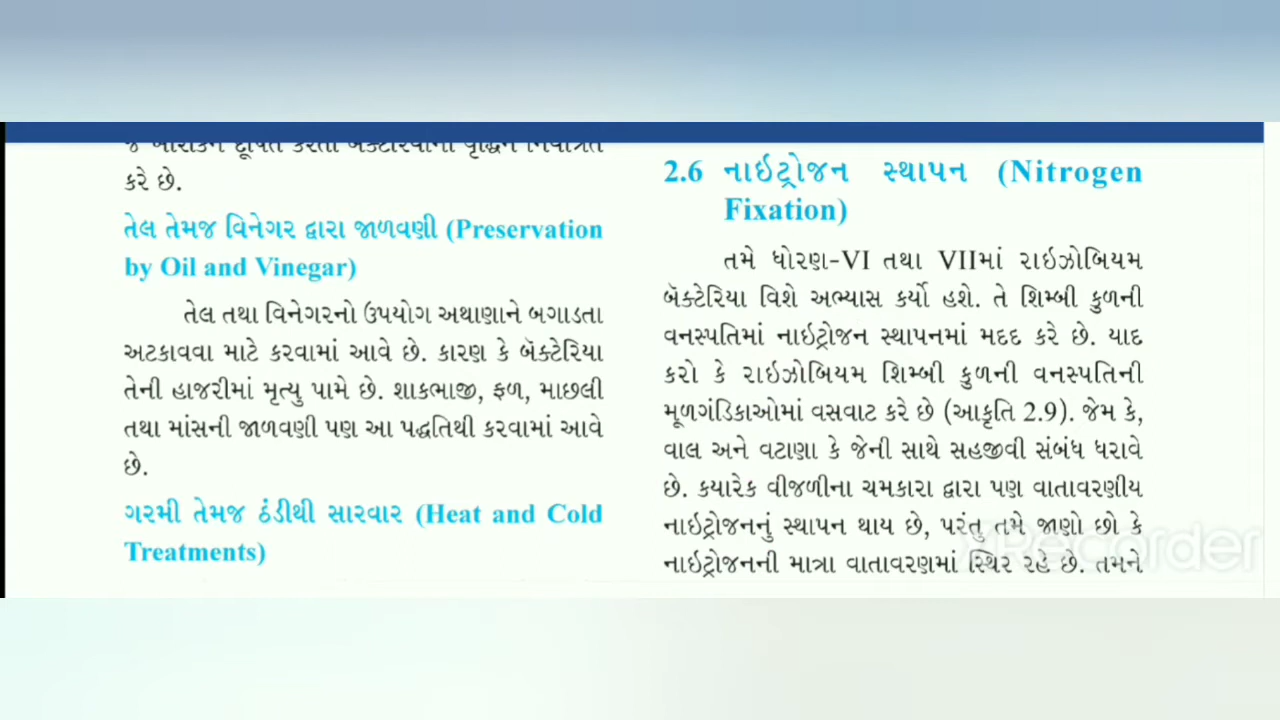 કરે છે.
તેલ તેમજ વિનેગર દ્વારા જાળવણી (Preservation
by Oil and Vinegar)
તેલ તથા વિનેગરનો ઉપયોગ અથાણાને બગાડતા
અટકાવવા માટે કરવામાં આવે છે. કારણ કે બૅક્ટેરિયા
તેની હાજરીમાં મૃત્યુ પામે છે. શાકભાજી, ફળ, માછલી
તથા માંસની જાળવણી પણ આ પદ્ધતિથી કરવામાં આવે
છે.
ગરમી તેમજ ઠંડીથી સારવાર (Heat and Cold
Treatments)
2.6 નાઇટ્રોજન સ્થાપન (Nitrogen
Fixation)
તમે ધોરણ-VI તથા VIIમાં રાઇઝોબિયમ
બૅક્ટેરિયા વિશે અભ્યાસ કર્યો હશે. તે શિમ્બી કુળની
વનસ્પતિમાં નાઇટ્રોજન સ્થાપનમાં મદદ કરે છે. યાદ
કરો કે રાઇઝોબિયમ શિમ્બી કુળની વનસ્પતિની
મૂળગંડિકાઓમાં વસવાટ કરે છે (આકૃતિ 2.9). જેમ કે,
વાલ અને વટાણા કે જેની સાથે સહજીવી સંબંધ ધરાવે
છે. કયારેક વીજળીના ચમકારા દ્વારા પણ વાતાવરણીય
નાઇટ્રોજનનું સ્થાપન થાય છે, પરંતુ તમે જાણો છો કે
નાઇટ્રોજનની માત્રા વાતાવરણમાં સ્થિર રહે છે. તમને
XRecorder